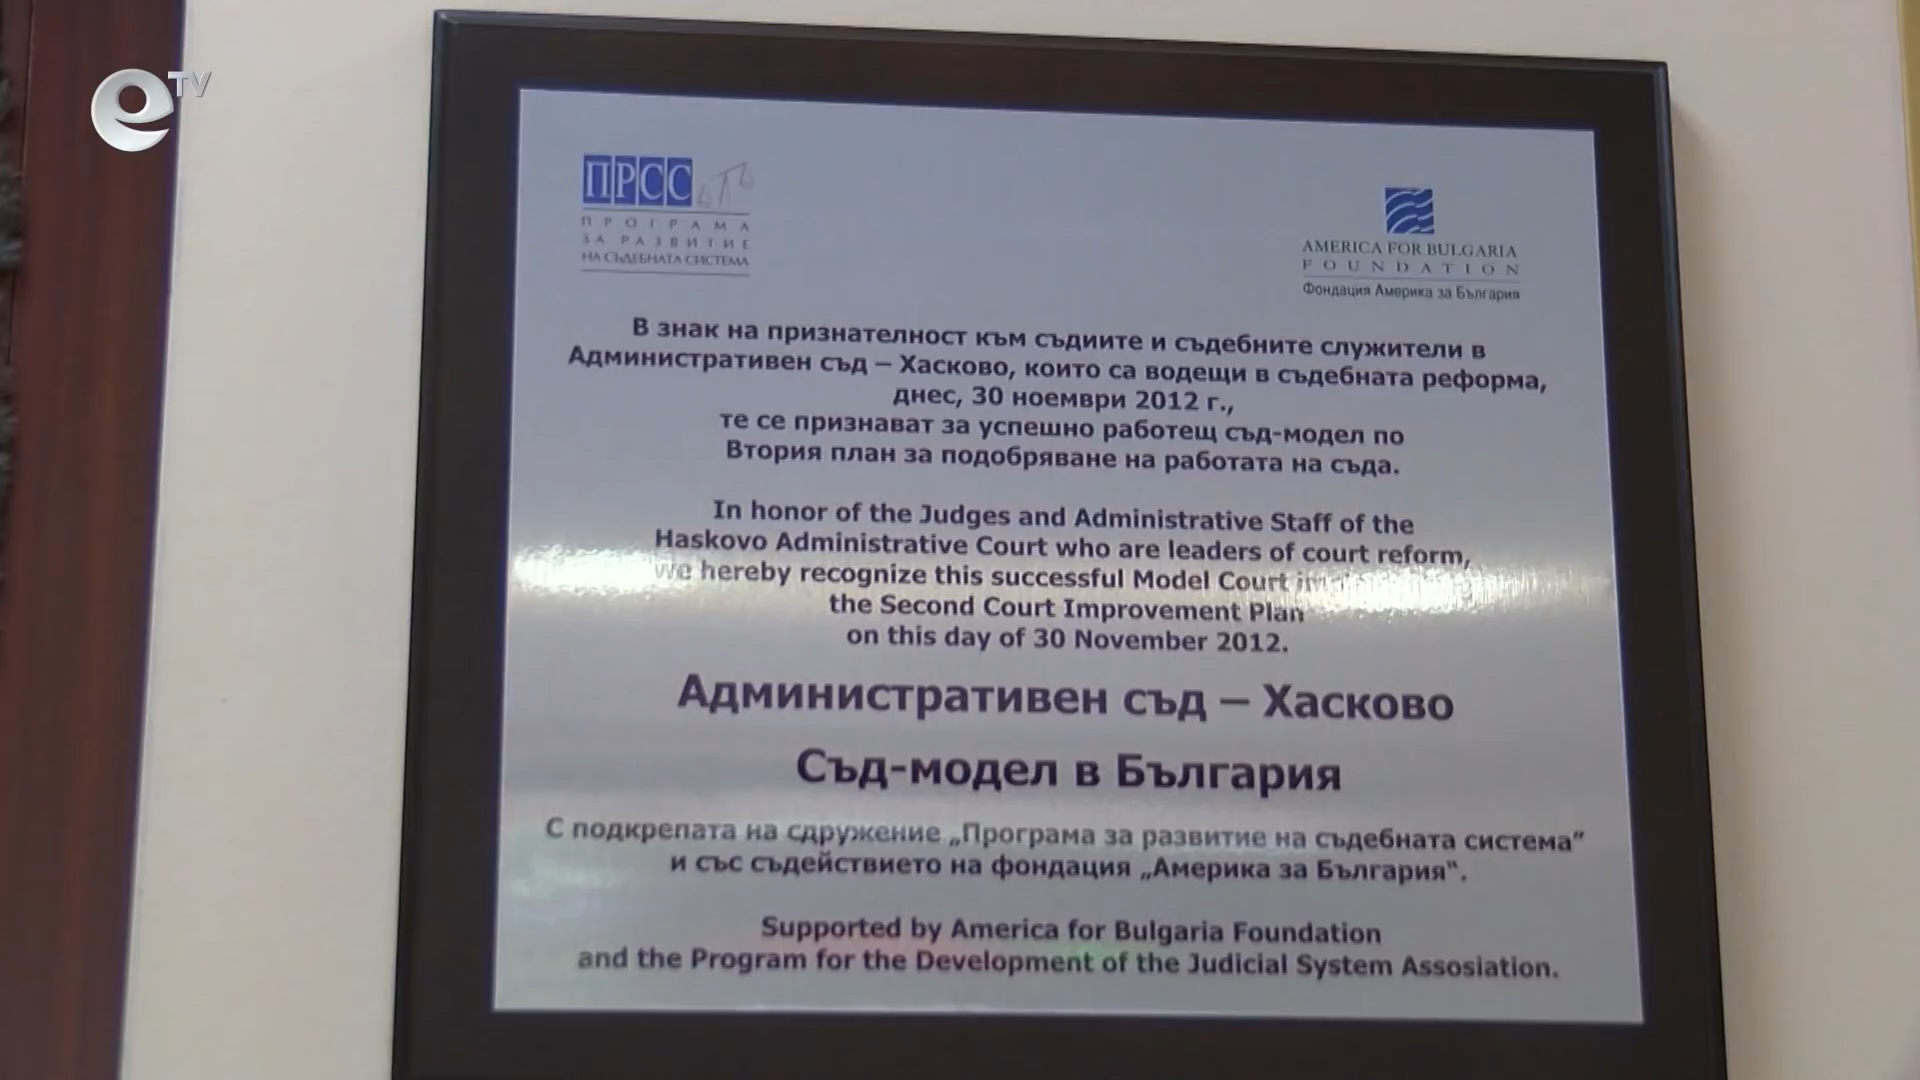 e TV
ПРСС
ПРОГРАМА
ЗА РАЗВИТИЕ
НА СЪДЕБНАТА СИСТЕМА
AMERICA FOR BULGARIA
FOUNDATION
Фондация Америка за България
В знак на признателност към съдиите и съдебните служители в
Административен съд – Хасково, които са водещи в съдебната реформа,
днес, 30 ноември 2012 г.,
те се признават за успешно работещ съд-модел по
Втория план за подобряване на работата на съда.
In honor of the Judges and Administrative Staff of the
Haskovo Administrative Court who are leaders of court reform,
we hereby recognize this successful Model Court
the Second Court Improvement Plan
on this day of 30 November 2012.
Административен съд – Хасково
Съд-модел в България
С подкрепата на сдружение „Програма за развитие на съдебната система“
и със съдействието на фондация „Америка за България“.
Supported by America for Bulgaria Foundation
and the Program for the Development of the Judicial System Assosiation.